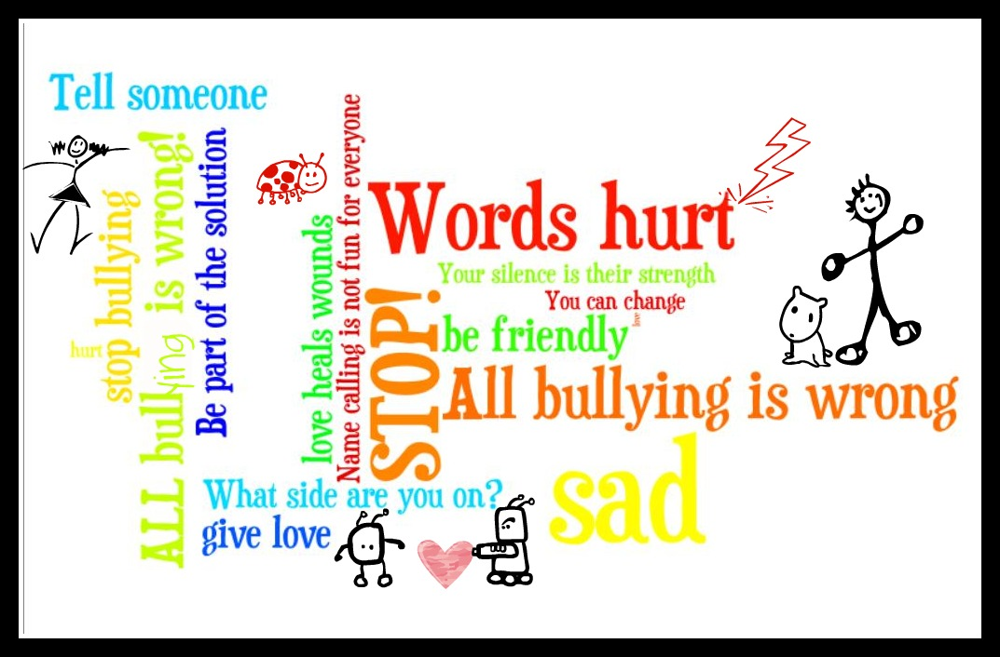 Tell someone
hurt
stop bullying
ALL bullying is wrong!
Be part of the solution
love heals wounds
Name calling is not fun for everyone
STOP!
Words hurt
Your silence is their strength
You can change
love
be friendly
All bullying is wrong
sad
What side are you on?
give love